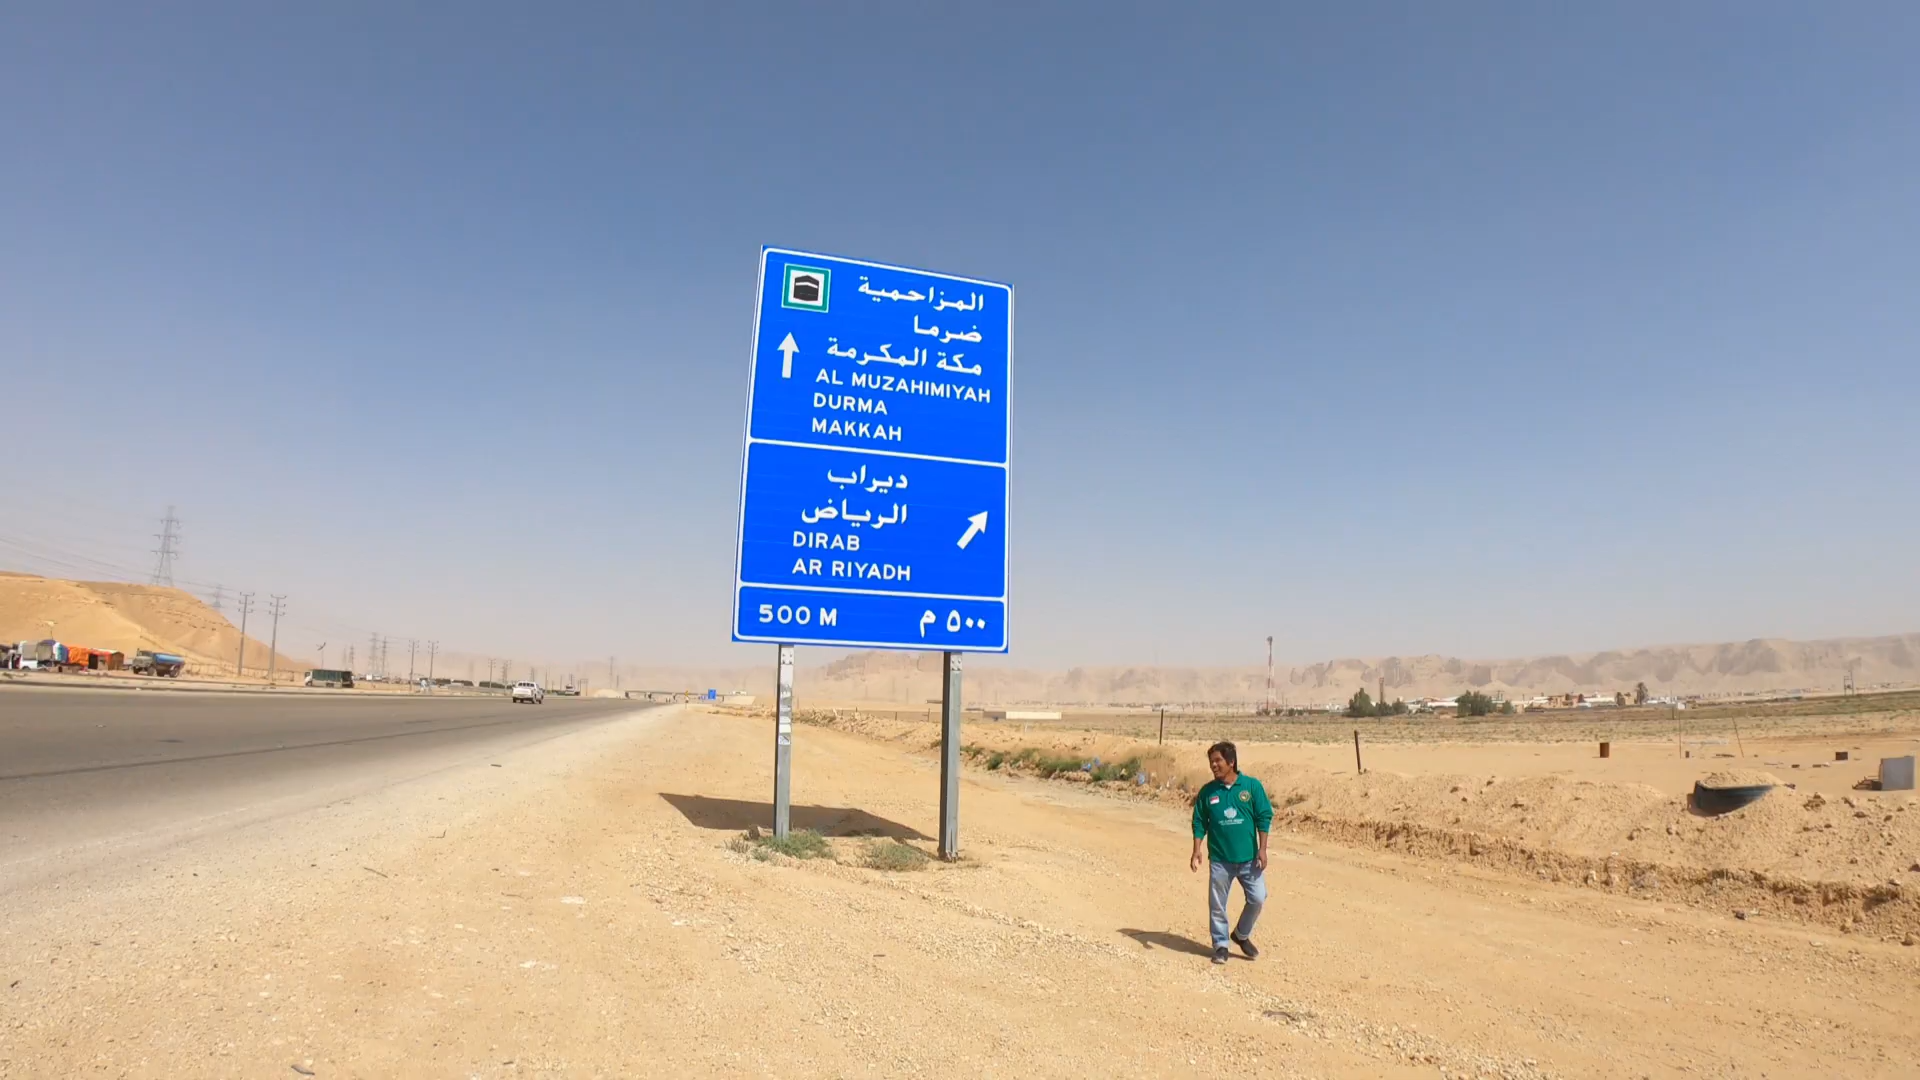 المزاحمية
ضرما
مكة المكرمة
AL MUZAHIMIYAH
DURMA
MAKKAH
ديراب
الرياض
DIRAB
AR RIYADH
500 M
٥٠٠ م